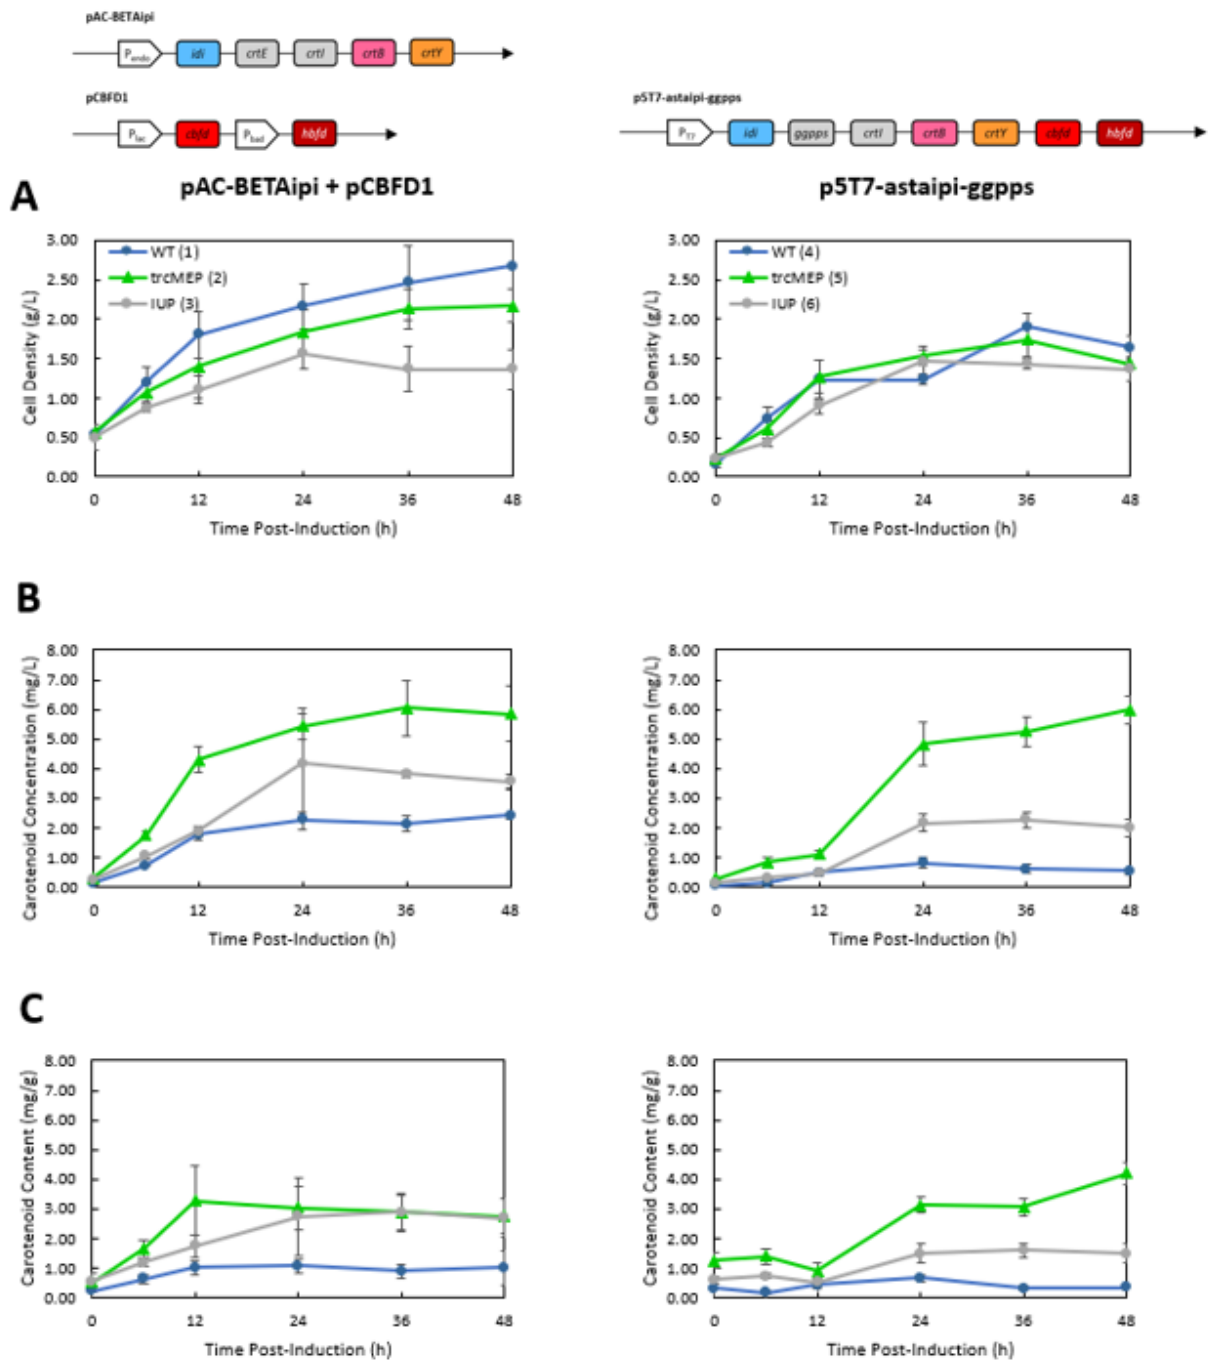 pAC-BETAipi
Pendo idi crtE crtI crtB crtY
pCBFD1
Plac cbfd Pbad hbfd
p5T7-astaipi-ggpps
PT7 idi ggpps crtI crtB crtY cbfd hbfd
A
pAC-BETAipi + pCBFD1
p5T7-astaipi-ggpps
Cell Density (g/L)
3.00
2.50
2.00
1.50
1.00
0.50
0.00
WT (1)
trcMEP (2)
IUP (3)
0 12 24 36 48
Time Post-Induction (h)
Cell Density (g/L)
3.00
2.50
2.00
1.50
1.00
0.50
0.00
WT (4)
trcMEP (5)
IUP (6)
0 12 24 36 48
Time Post-Induction (h)
B
Carotenoid Concentration (mg/L)
8.00
7.00
6.00
5.00
4.00
3.00
2.00
1.00
0.00
0 12 24 36 48
Time Post-Induction (h)
Carotenoid Concentration (mg/L)
8.00
7.00
6.00
5.00
4.00
3.00
2.00
1.00
0.00
0 12 24 36 48
Time Post-Induction (h)
C
Carotenoid Content (mg/g)
8.00
7.00
6.00
5.00
4.00
3.00
2.00
1.00
0.00
0 12 24 36 48
Time Post-Induction (h)
Carotenoid Content (mg/g)
8.00
7.00
6.00
5.00
4.00
3.00
2.00
1.00
0.00
0 12 24 36 48
Time Post-Induction (h)